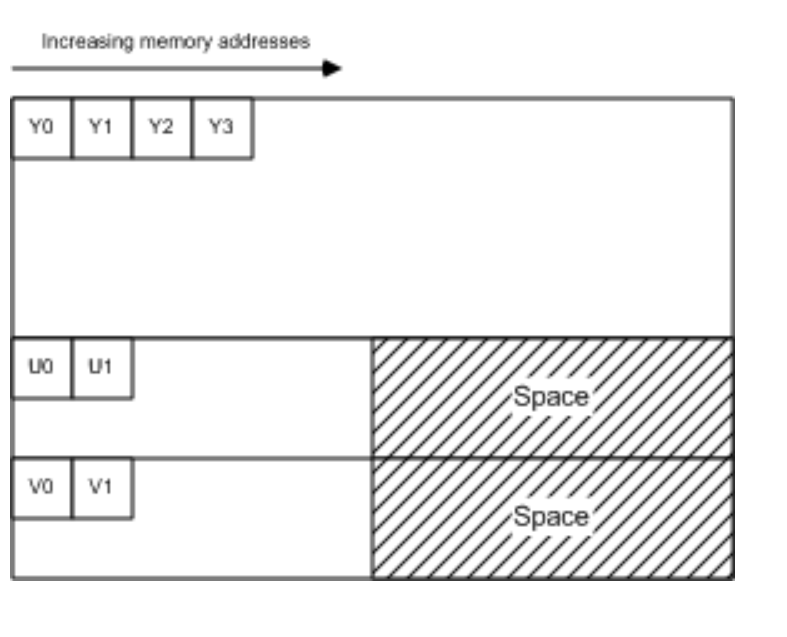 Increasing memory addresses
Y0 Y1 Y2 Y3
U0 U1
Space
V0 V1
Space